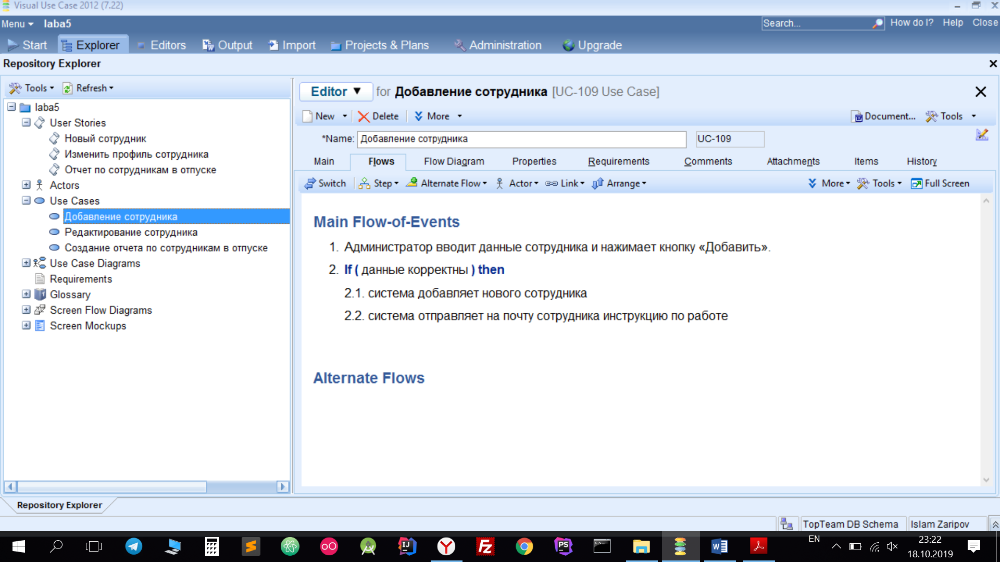 Visual Use Case 2012 (7.22)
Menu laba5 Search... How do I? Help Close
Start Explorer Editors Output Import Projects & Plans Administration Upgrade
Repository Explorer
Tools Refresh
laba5
User Stories
Новый сотрудник
Изменить профиль сотрудника
Отчет по сотрудникам в отпуске
Actors
Use Cases
Добавление сотрудника
Редактирование сотрудника
Создание отчета по сотрудникам в отпуске
Use Case Diagrams
Requirements
Glossary
Screen Flow Diagrams
Screen Mockups
Editor for Добавление сотрудника [UC-109 Use Case]
New Delete More Document... Tools
*Name: Добавление сотрудника UC-109
Main Flows Flow Diagram Properties Requirements Comments Attachments Items History
Switch Step Alternate Flow Actor Link Arrange More Tools Full Screen
Main Flow-of-Events
1. Администратор вводит данные сотрудника и нажимает кнопку «Добавить».
2. If ( данные корректны ) then
2.1. система добавляет нового сотрудника
2.2. система отправляет на почту сотрудника инструкцию по работе
Alternate Flows
Repository Explorer
TopTeam DB Schema Islam Zaripov
EN 23:22
18.10.2019